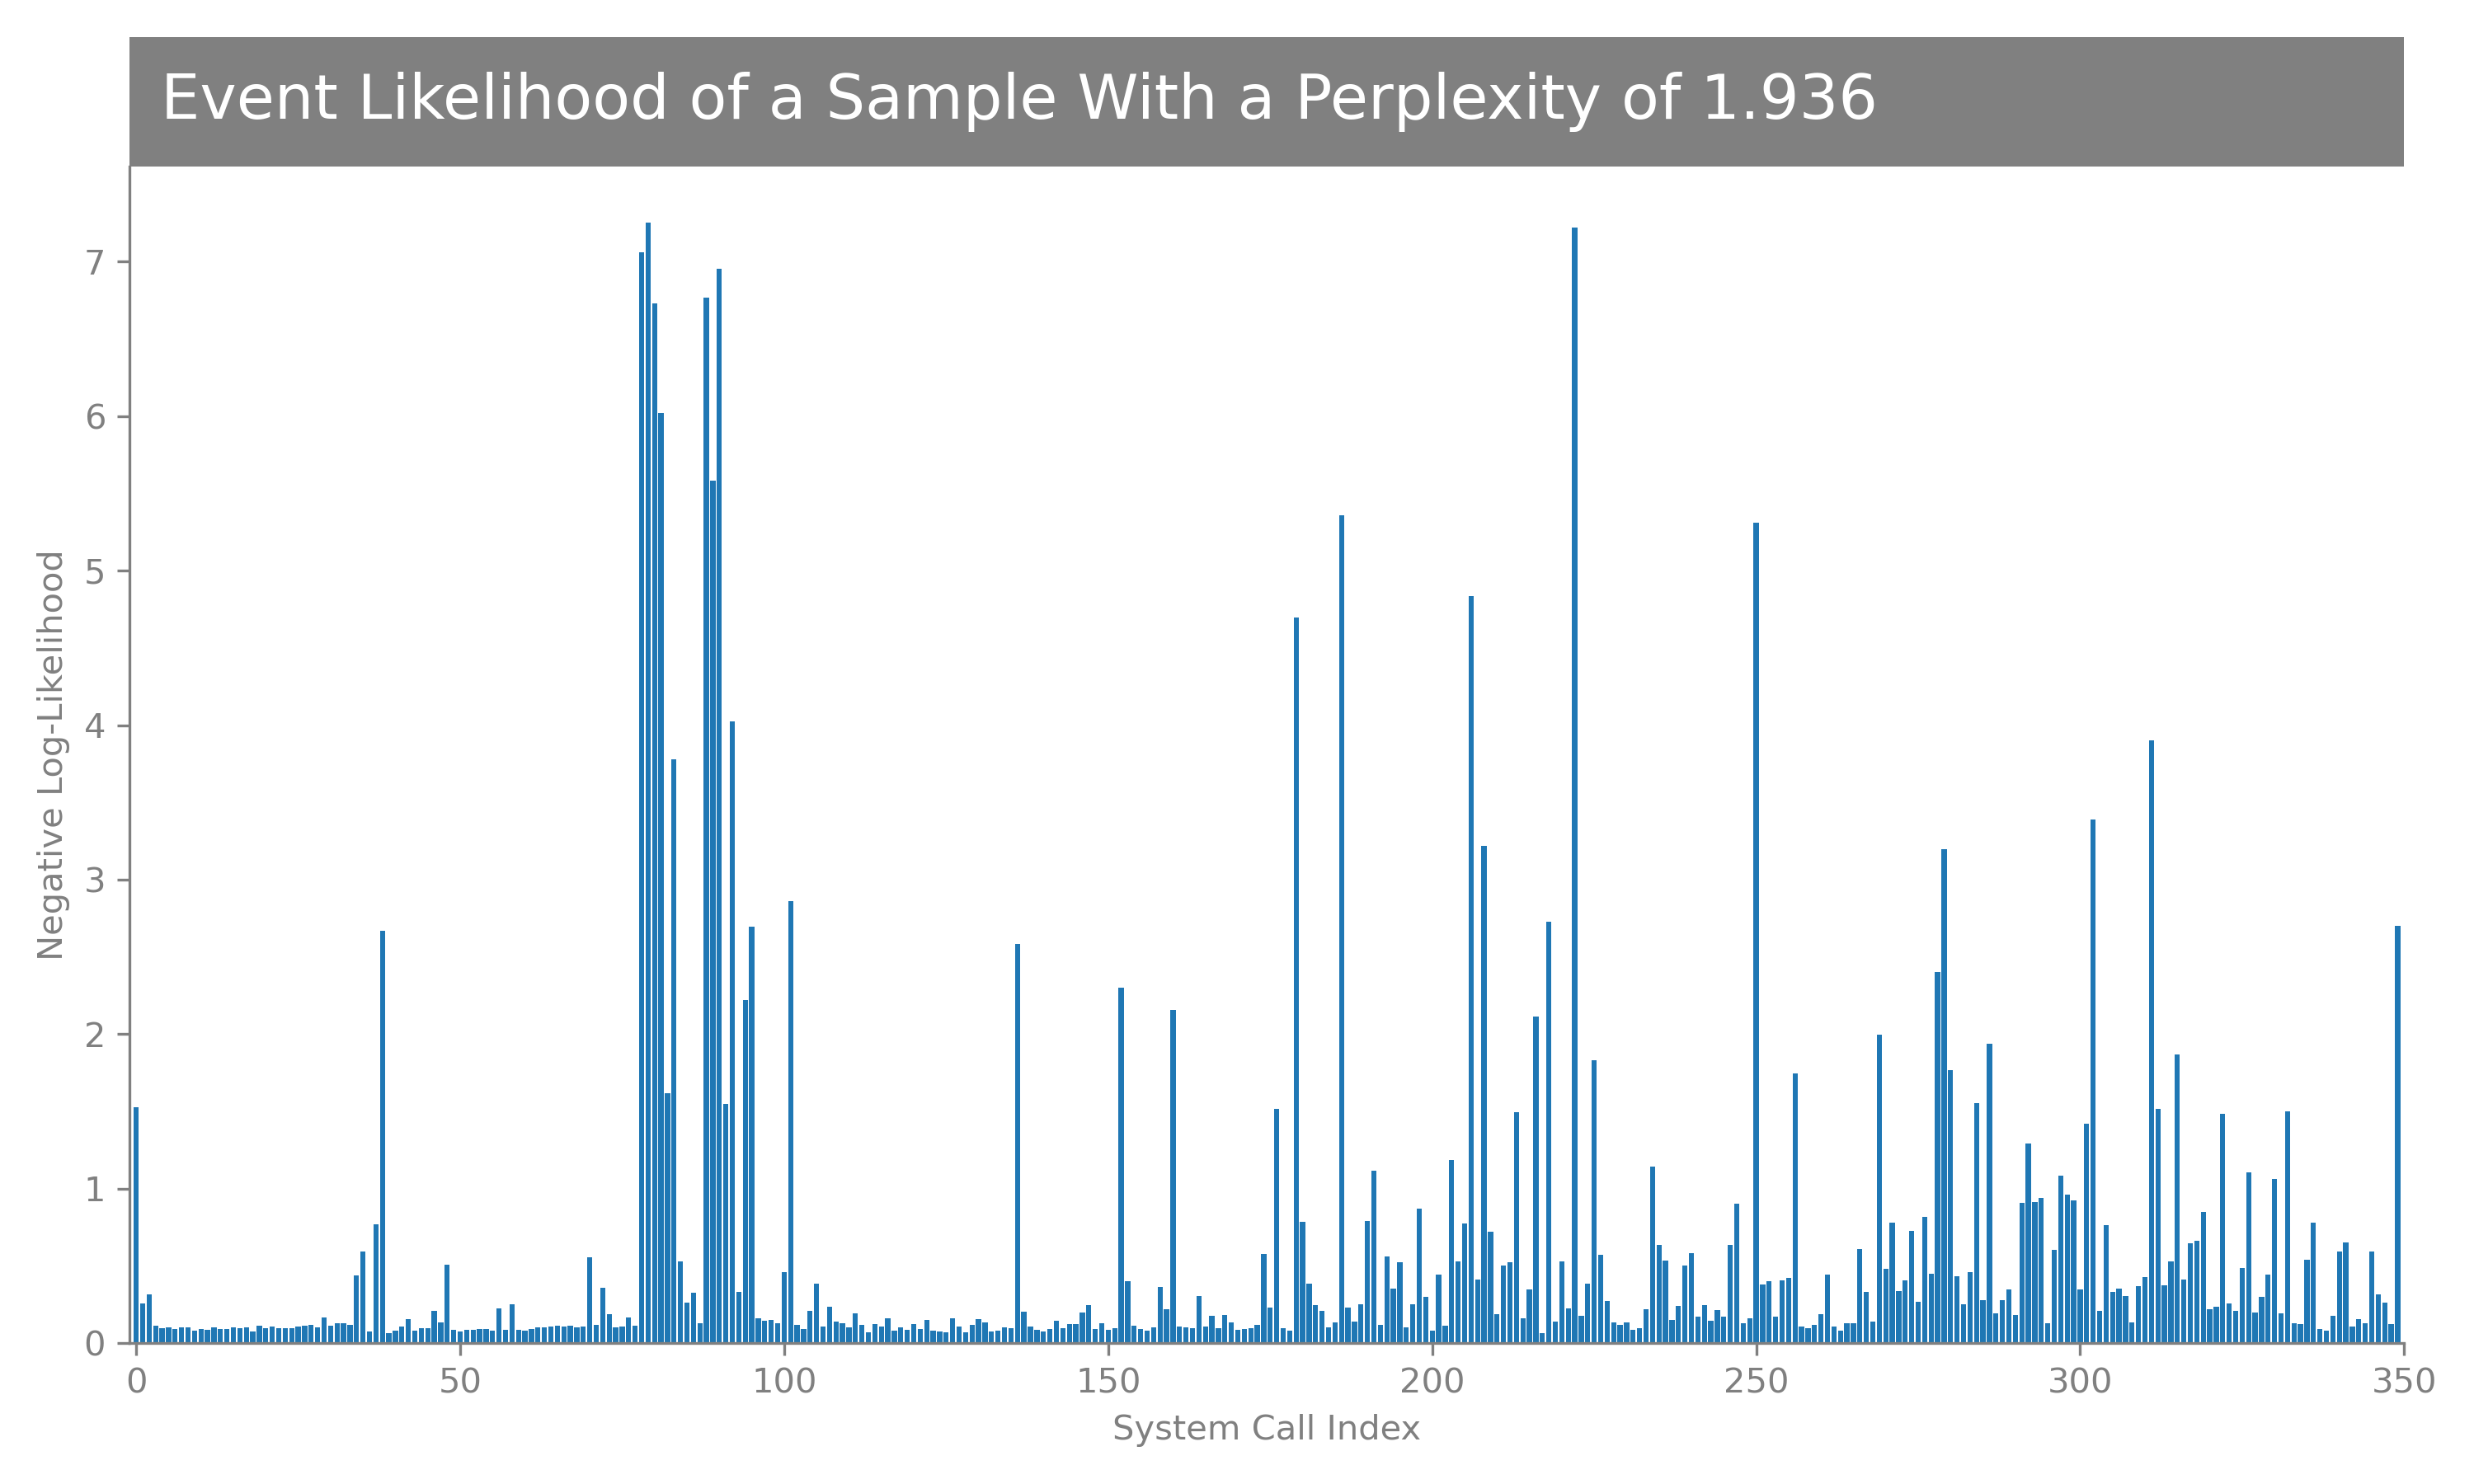 Event Likelihood of a Sample With a Perplexity of 1.936
Negative Log-Likelihood
7
6
5
4
3
2
1
0
0 50 100 150 200 250 300 350
System Call Index